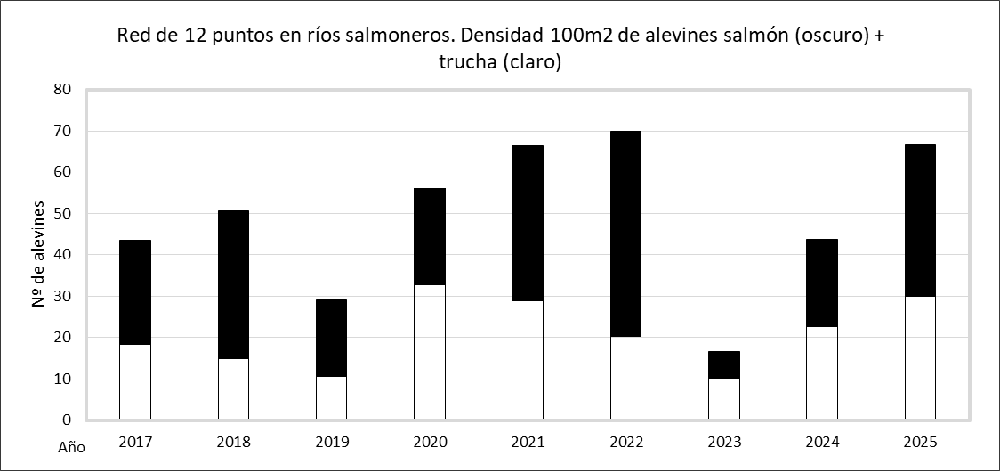 Red de 12 puntos en ríos salmoneros. Densidad 100m2 de alevines salmón (oscuro) +
trucha (claro)
80
70
60
50
40
30
20
10
0
Nº de alevines
Año
2017 2018 2019 2020 2021 2022 2023 2024 2025